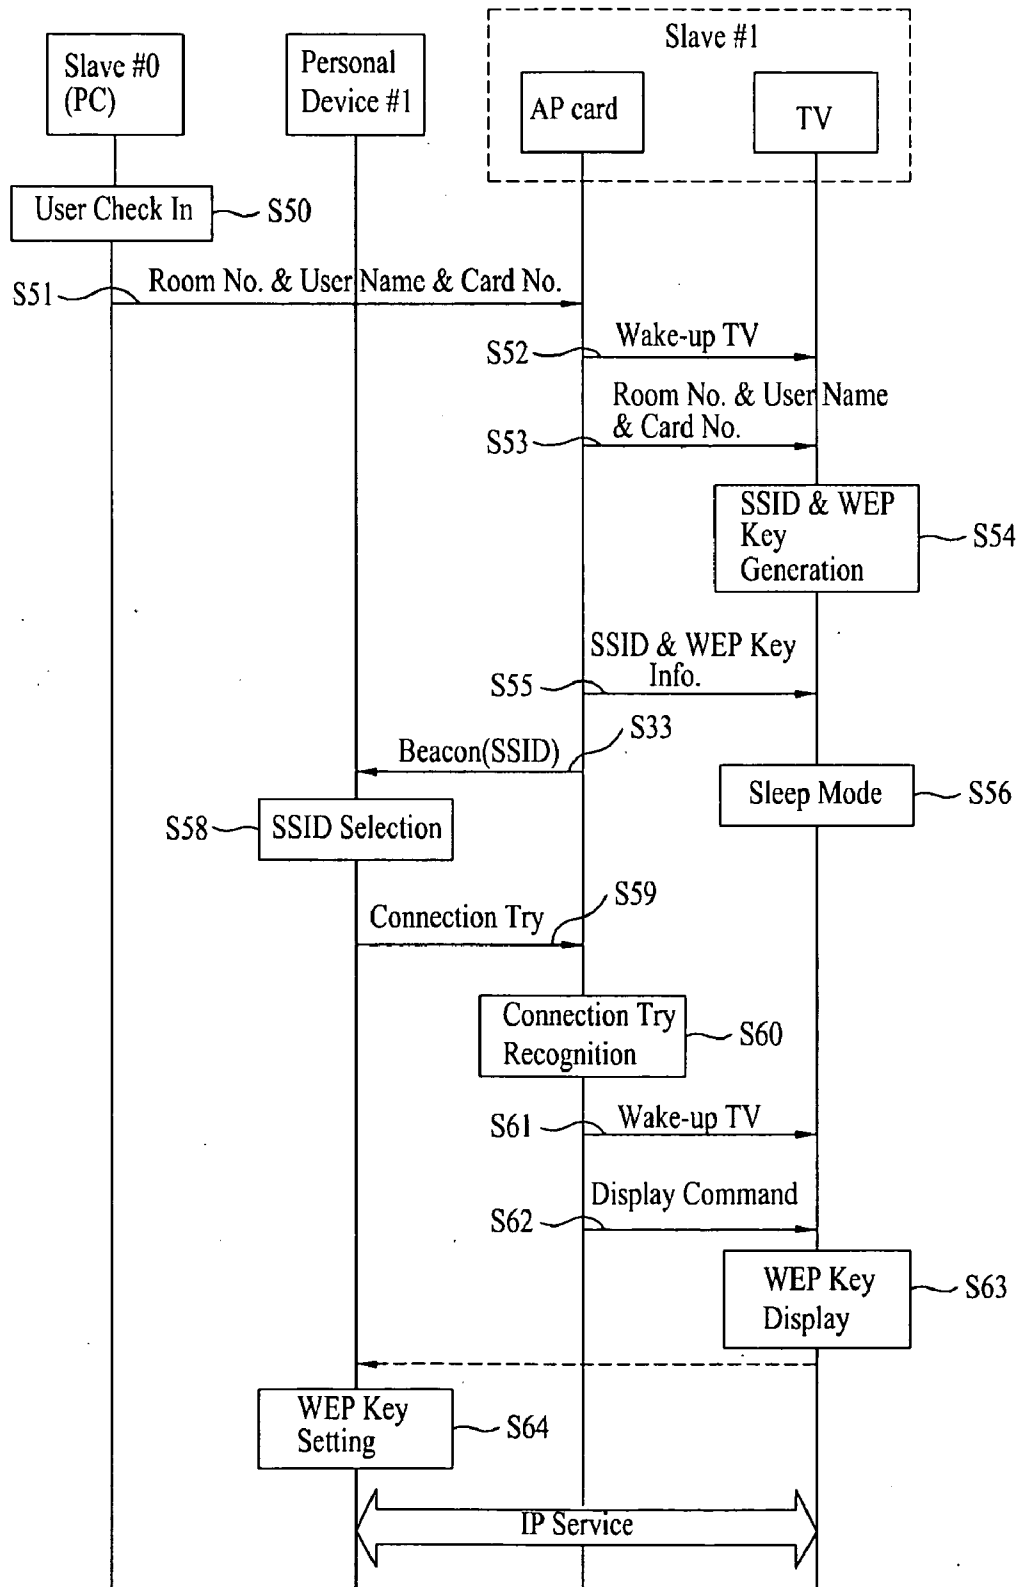 Slave #1
Slave #0
(PC)
Personal
Device #1
AP card
TV
User Check In
S50
Room No. & User Name & Card No.
S51
Wake-up TV
S52
Room No. & User Name
& Card No.
S53
SSID & WEP
Key
Generation
S54
SSID & WEP Key
Info.
S55
S33
Beacon(SSID)
Sleep Mode
S56
S58
SSID Selection
S59
Connection Try
Connection Try
Recognition
S60
Wake-up TV
S61
Display Command
S62
WEP Key
Display
S63
WEP Key
Setting
S64
IP Service